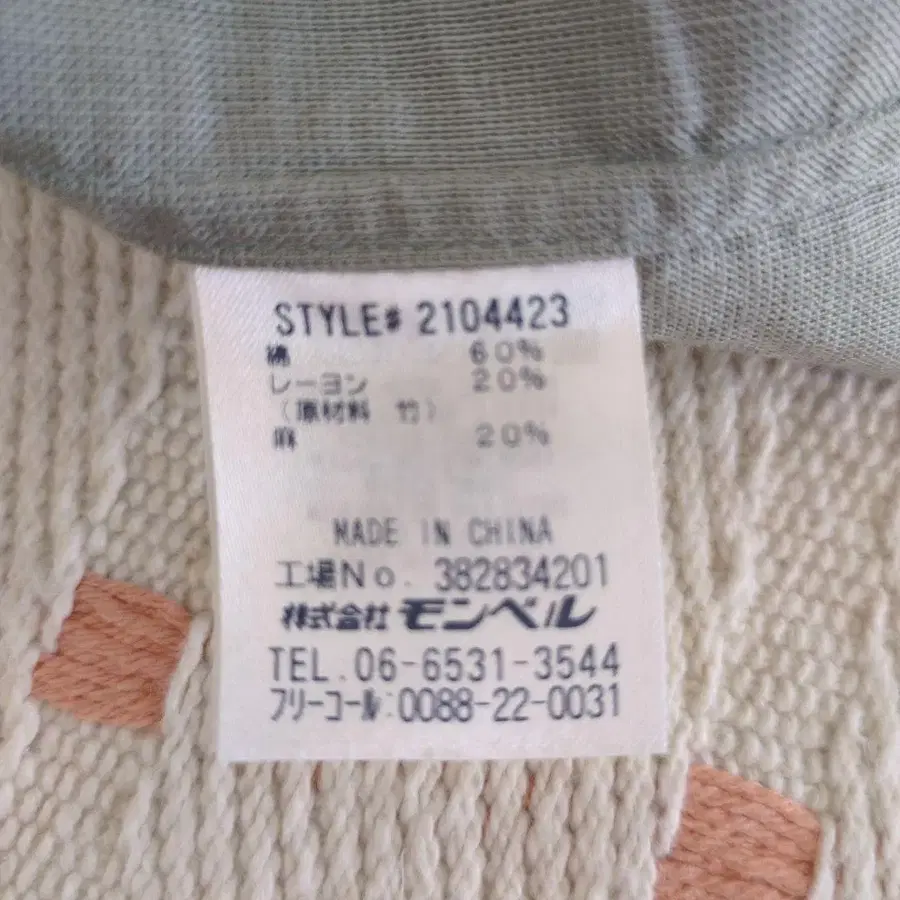 STYLE# 2104423
綿 60%
レーヨン 20%
(原材料 竹)
麻 20%
MADE IN CHINA
工場No. 382834201
株式会社 モンベル
TEL.06-6531-3544
フリーコール:0088-22-0031